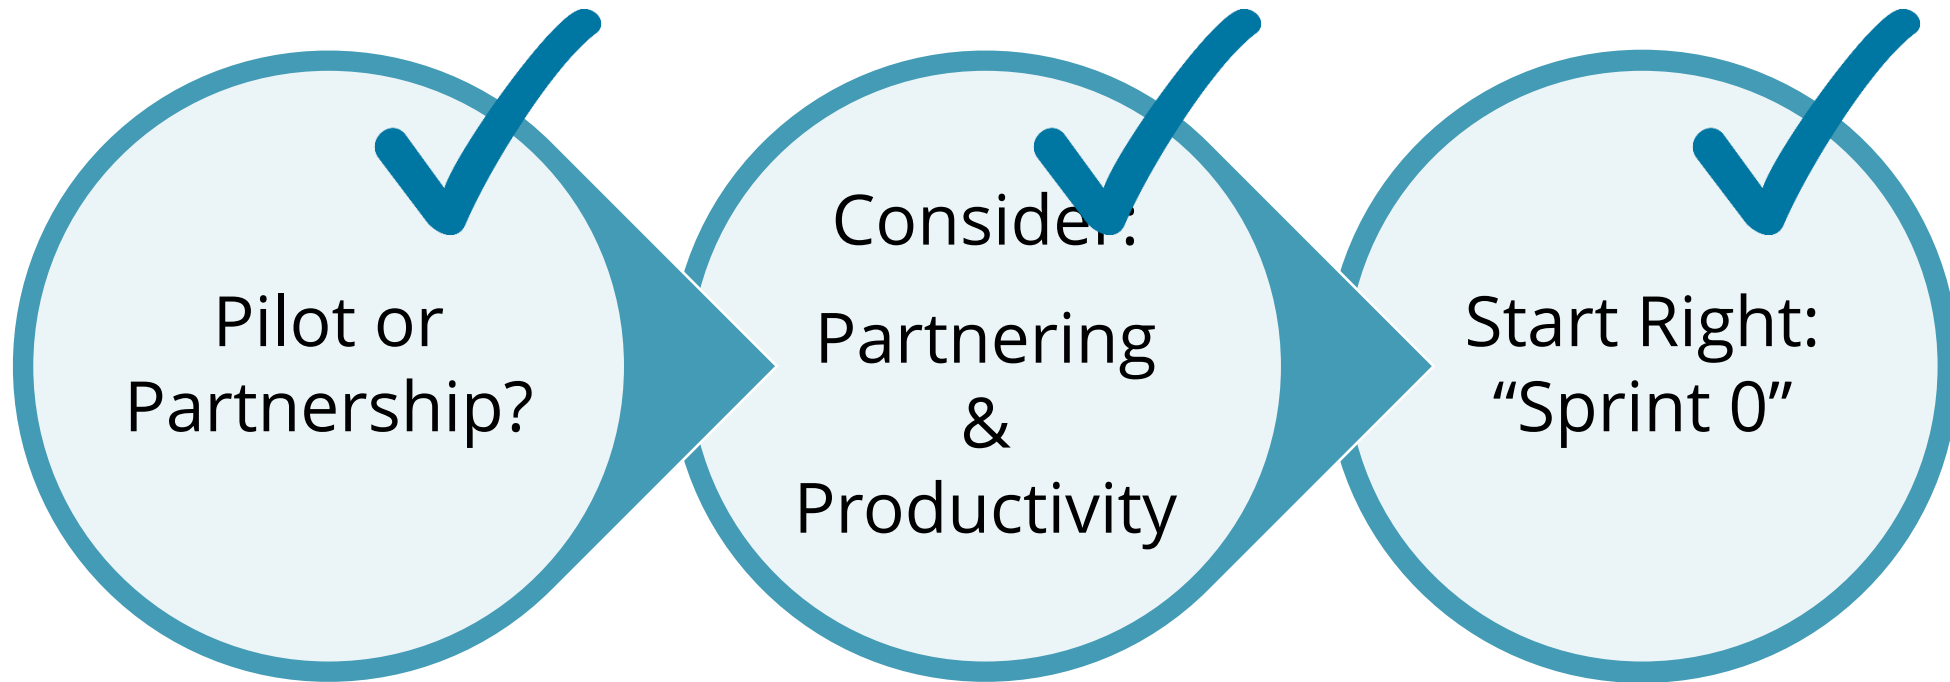 Pilot or
Partnership?
Consider:
Partnering
&
Productivity
Start Right:
“Sprint 0”